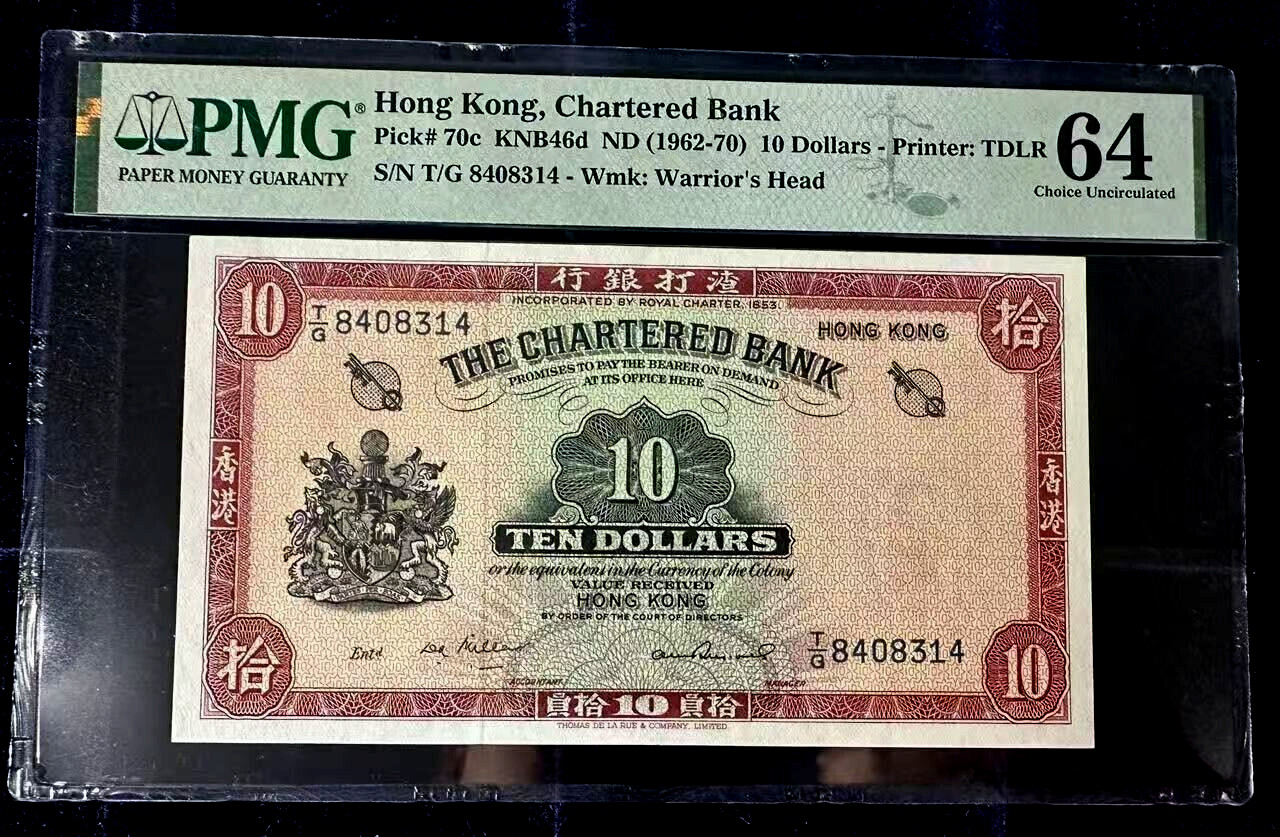 PMG®
PAPER MONEY GUARANTY
Hong Kong, Chartered Bank
Pick# 70c KNB46d ND (1962-70) 10 Dollars - Printer: TDLR
S/N T/G 8408314 - Wmk: Warrior's Head
64
Choice Uncirculated
行銀打渣
INCORPORATED BY ROYAL CHARTER, 1853.
10
T/G 8408314
HONG KONG
拾
THE CHARTERED BANK
PROMISES TO PAY THE BEARER ON DEMAND
AT ITS OFFICE HERE
10
香港
香港
TEN DOLLARS
or the equivalent in the Currency of the Colony
VALUE RECEIVED
HONG KONG
BY ORDER OF THE COURT OF DIRECTORS
Entd
T/G 8408314
拾
ACCOUNTANT.
MANAGER
10
員拾 10 員拾
THOMAS DE LA RUE & COMPANY, LIMITED.